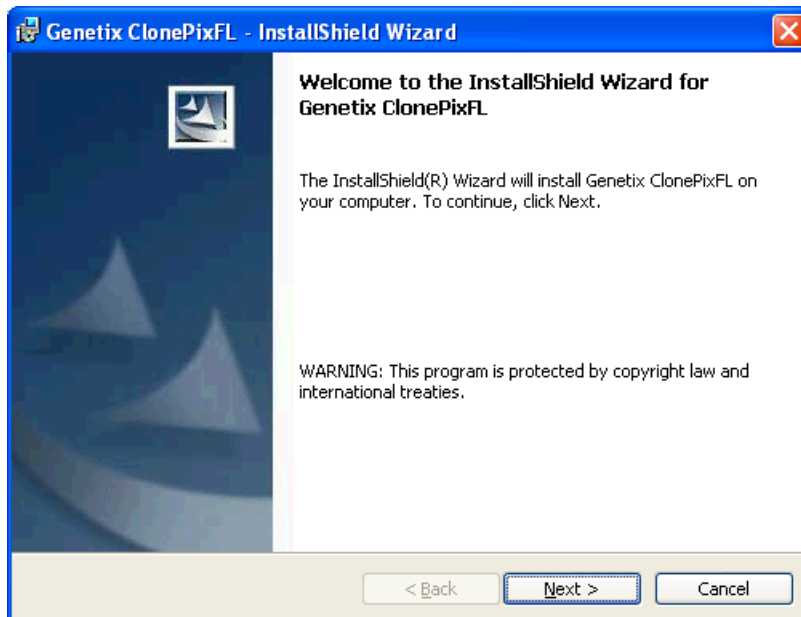 Genetix ClonePixFL - InstallShield Wizard
Welcome to the InstallShield Wizard for
Genetix ClonePixFL
The InstallShield(R) Wizard will install Genetix ClonePixFL on
your computer. To continue, click Next.
WARNING: This program is protected by copyright law and
international treaties.
< Back
Next >
Cancel